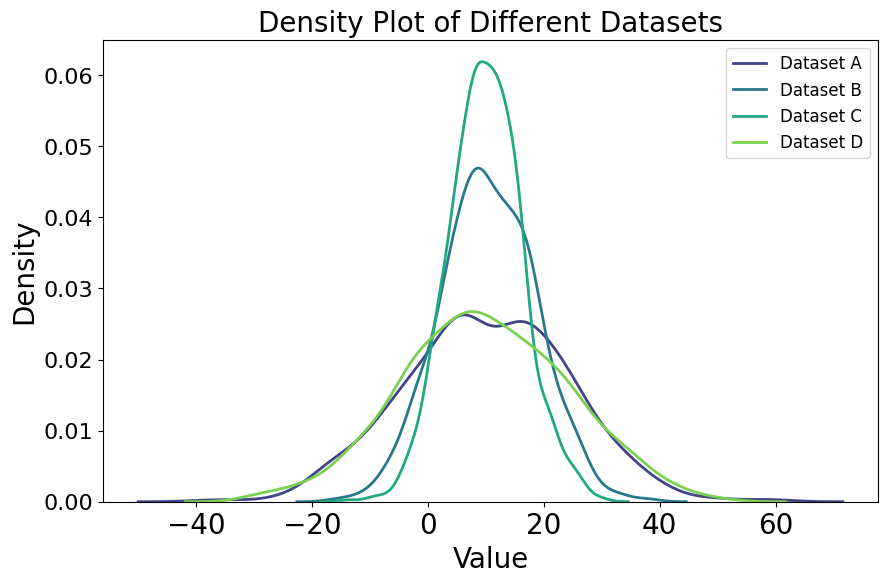 Density Plot of Different Datasets
Dataset A
Dataset B
Dataset C
Dataset D
Density
0.06
0.05
0.04
0.03
0.02
0.01
0.00
−40 −20 0 20 40 60
Value